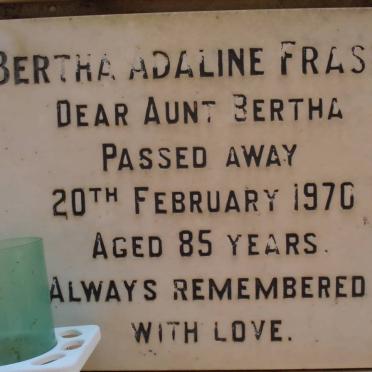 BERTHA ADALINE FRAS
DEAR AUNT BERTHA
PASSED AWAY
20TH FEBRUARY 1970
AGED 85 YEARS.
ALWAYS REMEMBERED
WITH LOVE.